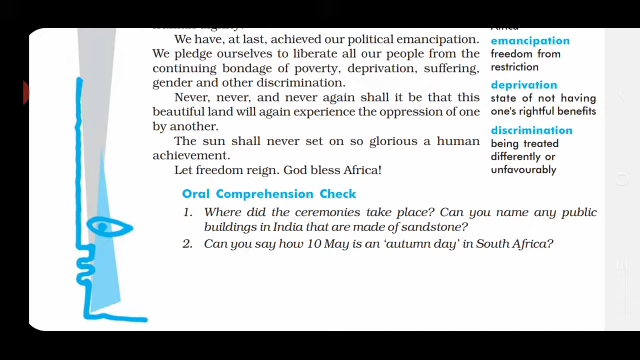 We have, at last, achieved our political emancipation.
We pledge ourselves to liberate all our people from the
continuing bondage of poverty, deprivation, suffering,
gender and other discrimination.
Never, never, and never again shall it be that this
beautiful land will again experience the oppression of one
by another.
The sun shall never set on so glorious a human
achievement.
Let freedom reign. God bless Africa!
Africa
emancipation
freedom from
restriction
deprivation
state of not having
one's rightful benefits
discrimination
being treated
differently or
unfavourably
Oral Comprehension Check
1. Where did the ceremonies take place? Can you name any public
buildings in India that are made of sandstone?
2. Can you say how 10 May is an ‘autumn day’ in South Africa?